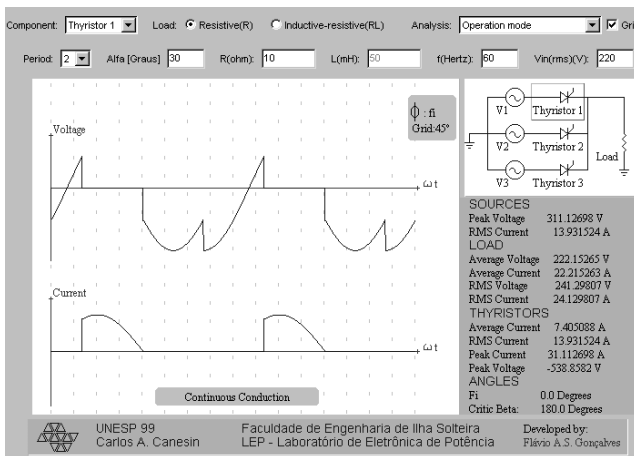 Component: Thyristor 1 Load: Resistive(R) Inductive-resistive(RL) Analysis: Operation mode Gri
Period: 2 Alfa [Graus] 30 R(ohm): 10 L(mH): 50 f(Hertz): 60 Vin(rms)(V): 220
ϕ : fi
Grid:45º
Voltage
ωt
Current
ωt
Continuous Conduction
V1 Thyristor 1
V2 Thyristor 2
Load
V3 Thyristor 3
SOURCES
Peak Voltage 311.12698 V
RMS Current 13.931524 A
LOAD
Average Voltage 222.15265 V
Average Current 22.215263 A
RMS Voltage 241.29807 V
RMS Current 24.129807 A
THYRISTORS
Average Current 7.405088 A
RMS Current 13.931524 A
Peak Current 31.112698 A
Peak Voltage -538.8582 V
ANGLES
Fi 0.0 Degrees
Critic Beta: 180.0 Degrees
UNESP 99 Faculdade de Engenharia de Ilha Solteira Developed by:
Carlos A. Canesin LEP - Laboratório de Eletrônica de Potência Flávio A.S. Gonçalves